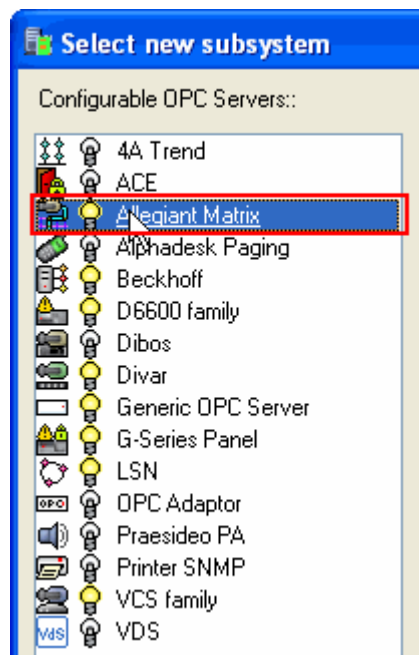 Select new subsystem
Configurable OPC Servers::
4A Trend
ACE
Allegiant Matrix
Alphadesk Paging
Beckhoff
D6600 family
Dibos
Divar
Generic OPC Server
G-Series Panel
LSN
OPC Adaptor
Praesideo PA
Printer SNMP
VCS family
VdS VDS